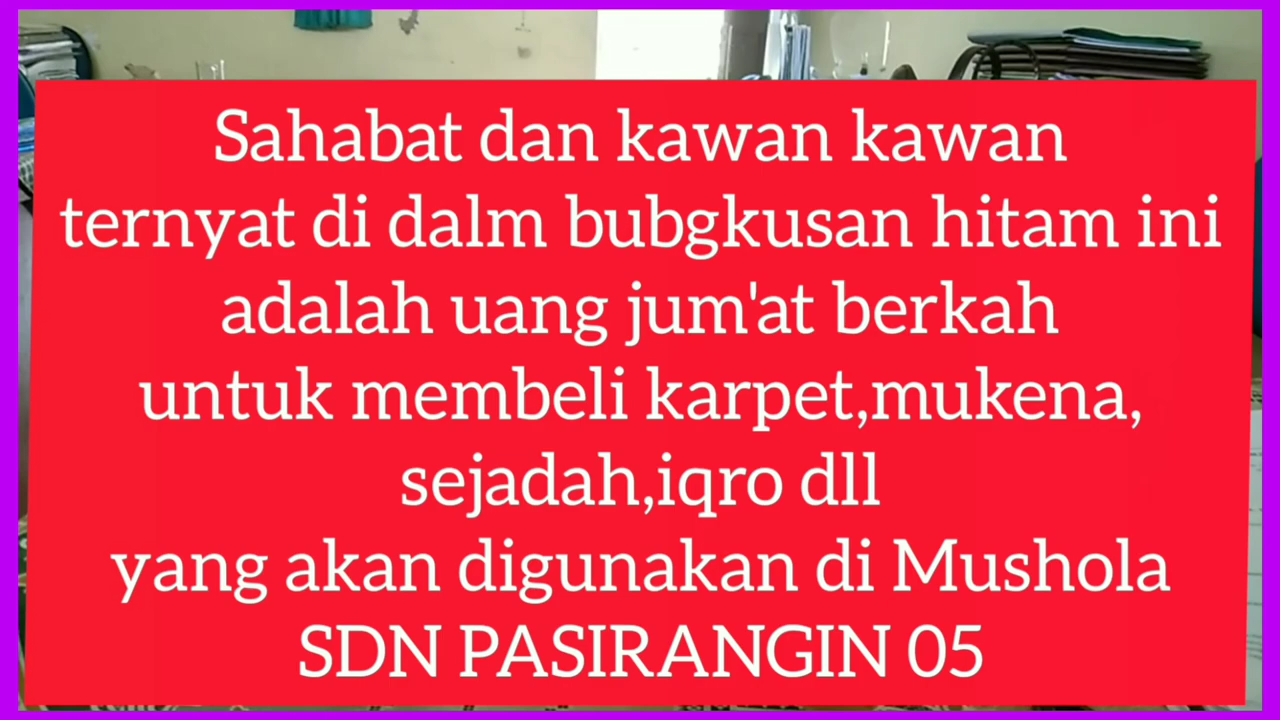 Sahabat dan kawan kawan
ternyat di dalm bubgkusan hitam ini
adalah uang jum'at berkah
untuk membeli karpet,mukena,
sejadah,iqro dll
yang akan digunakan di Mushola
SDN PASIRANGIN 05